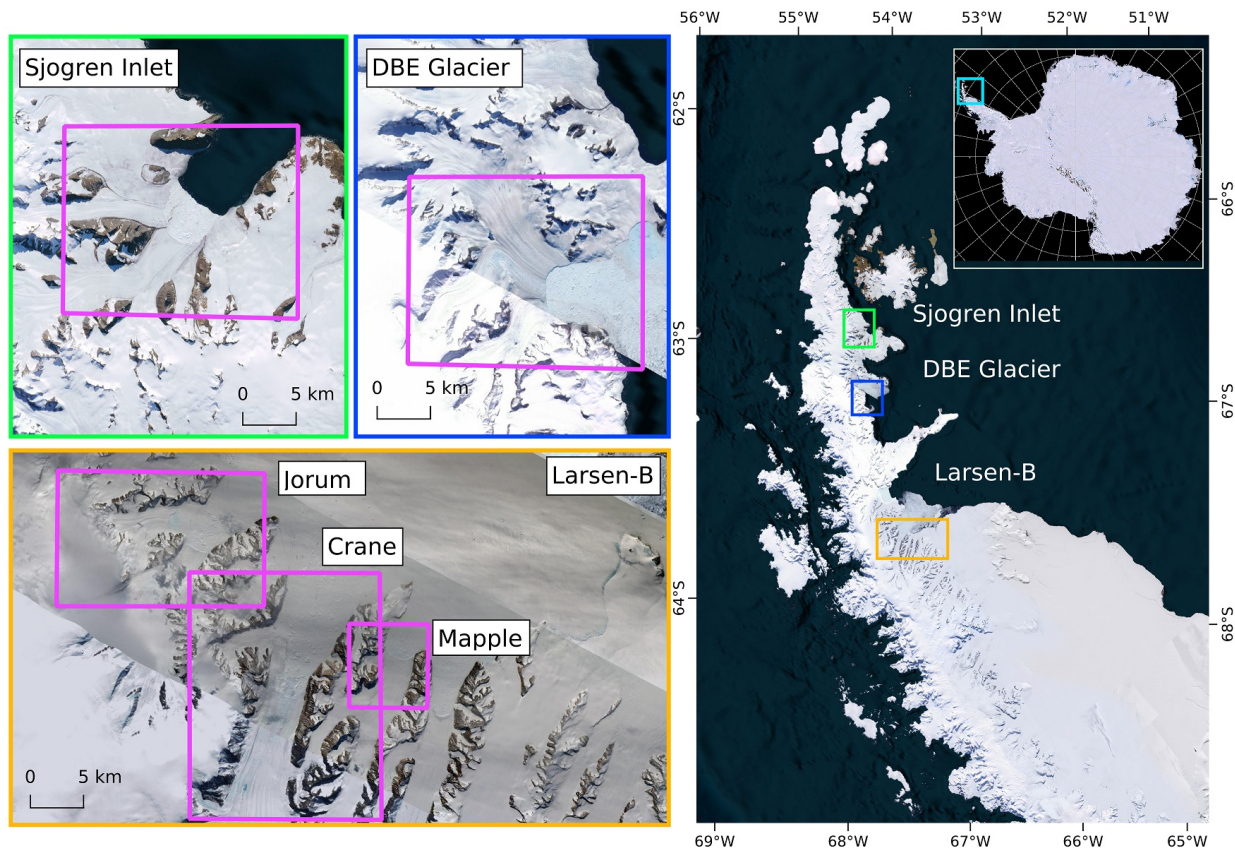 56°W 55°W 54°W 53°W 52°W 51°W
Sjogren Inlet
DBE Glacier
0 5 km
0 5 km
62°S
63°S
64°S
66°S
67°S
68°S
Sjogren Inlet
DBE Glacier
Larsen-B
Jorum
Larsen-B
Crane
Mapple
0 5 km
69°W 68°W 67°W 66°W 65°W